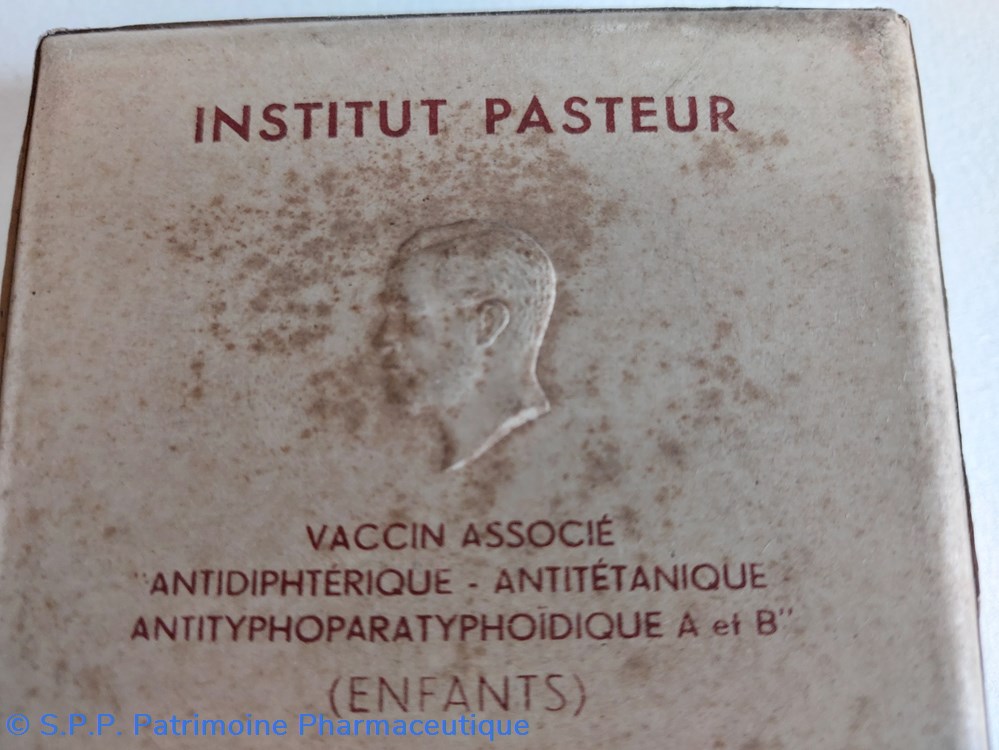 INSTITUT PASTEUR
VACCIN ASSOCIÉ
"ANTIDIPHTÉRIQUE - ANTITÉTANIQUE
ANTITYPHOPARATYPHOÏDIQUE A et B"
(ENFANTS)
© S.P.P. Patrimoine Pharmaceutique